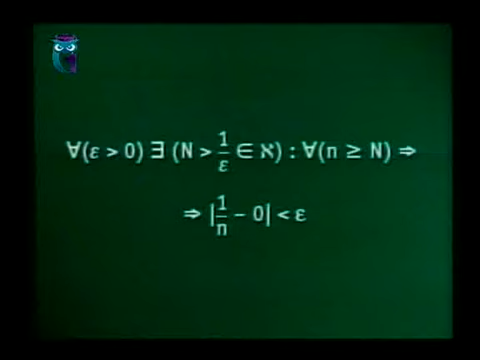 ∀(ε > 0) ∃ (N > 1/ε ∈ ℵ) : ∀(n ≥ N) ⇒
⇒ |1/n – 0| < ε